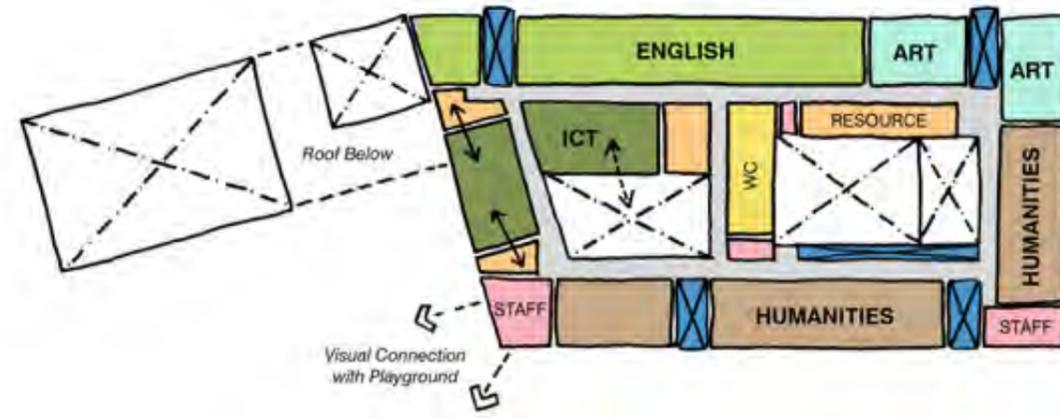 ENGLISH
ART
ART
Roof Below
ICT
WC
RESOURCE
HUMANITIES
STAFF
HUMANITIES
STAFF
Visual Connection
with Playground